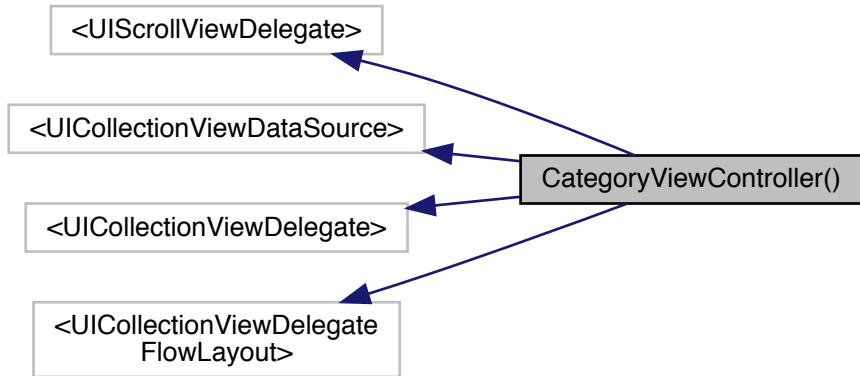 <UIScrollViewDelegate>
<UICollectionViewDataSource>
CategoryViewController()
<UICollectionViewDelegate>
<UICollectionViewDelegate
FlowLayout>